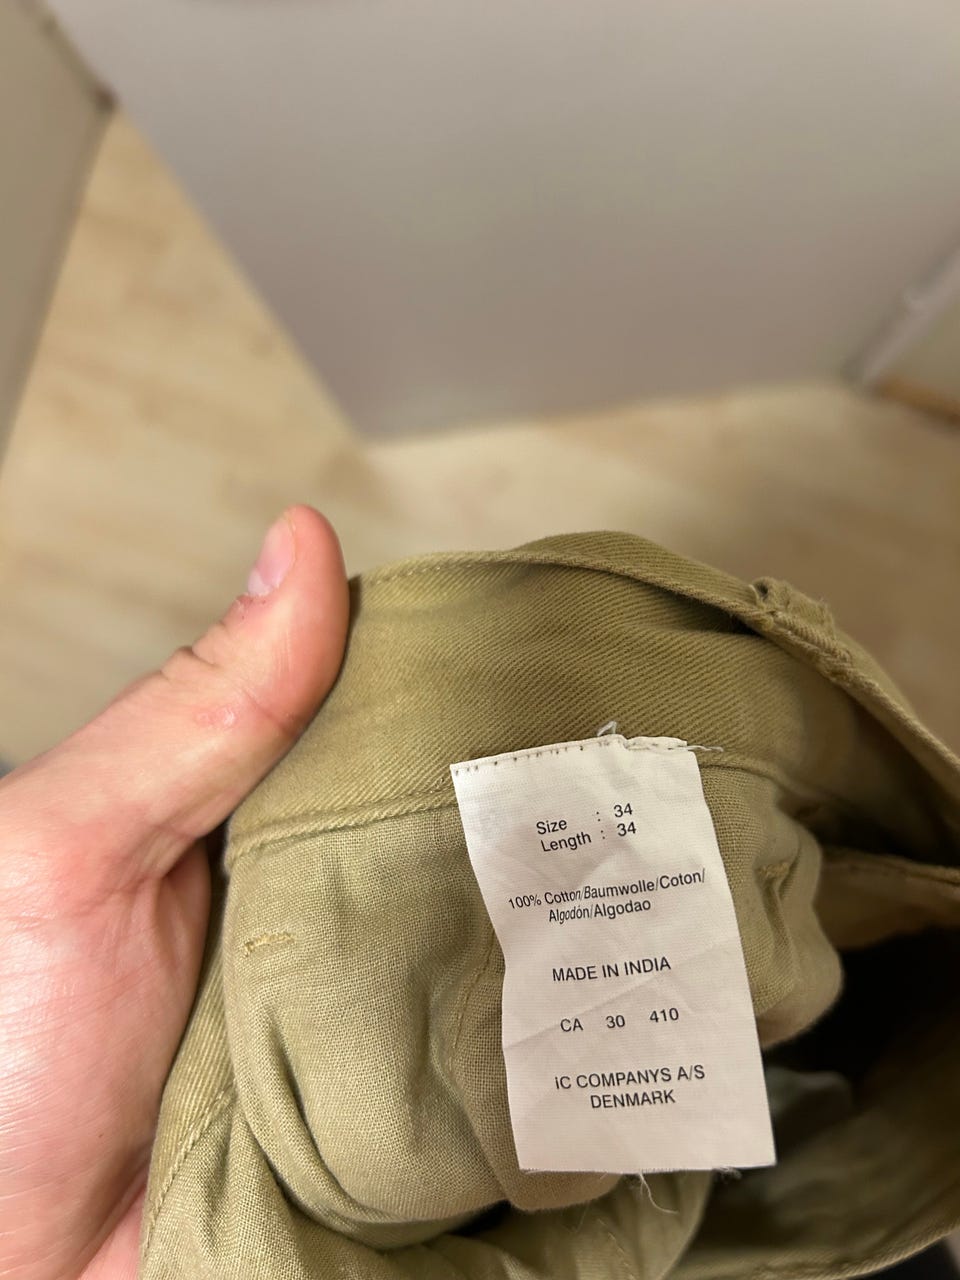 Size : 34
Length : 34
100% Cotton/Baumwolle/Coton/
Algodón/Algodao
MADE IN INDIA
CA 30 410
iC COMPANYS A/S
DENMARK